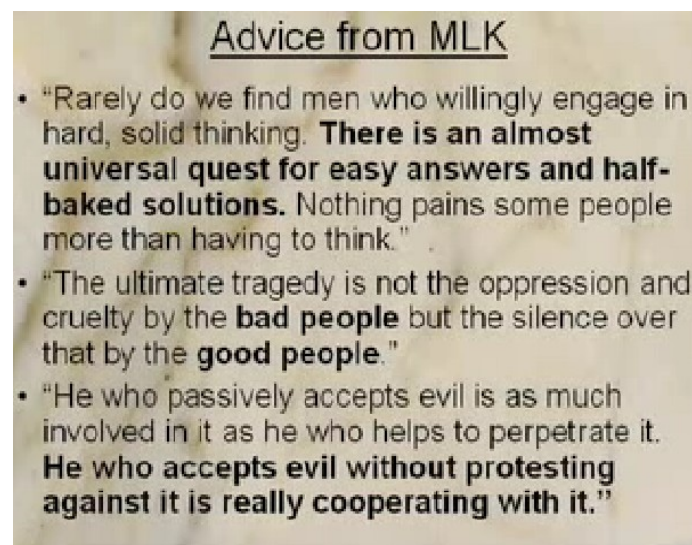 Advice from MLK
• “Rarely do we find men who willingly engage in
hard, solid thinking. There is an almost
universal quest for easy answers and half-
baked solutions. Nothing pains some people
more than having to think.” .
• “The ultimate tragedy is not the oppression and
cruelty by the bad people but the silence over
that by the good people.”
• “He who passively accepts evil is as much
involved in it as he who helps to perpetrate it.
He who accepts evil without protesting
against it is really cooperating with it.”